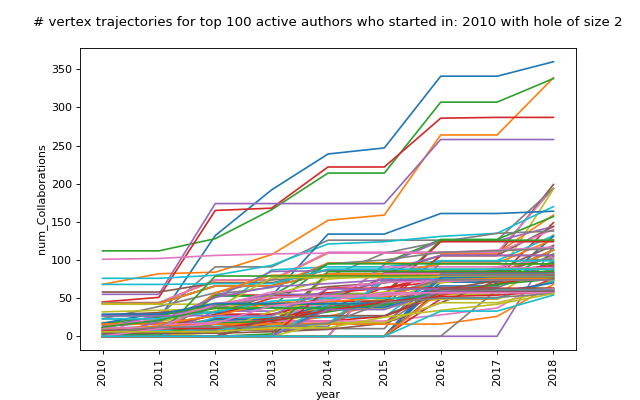 # vertex trajectories for top 100 active authors who started in: 2010 with hole of size 2
350
300
250
200
150
100
50
0
num_Collaborations
2010 2011 2012 2013 2014 2015 2016 2017 2018
year